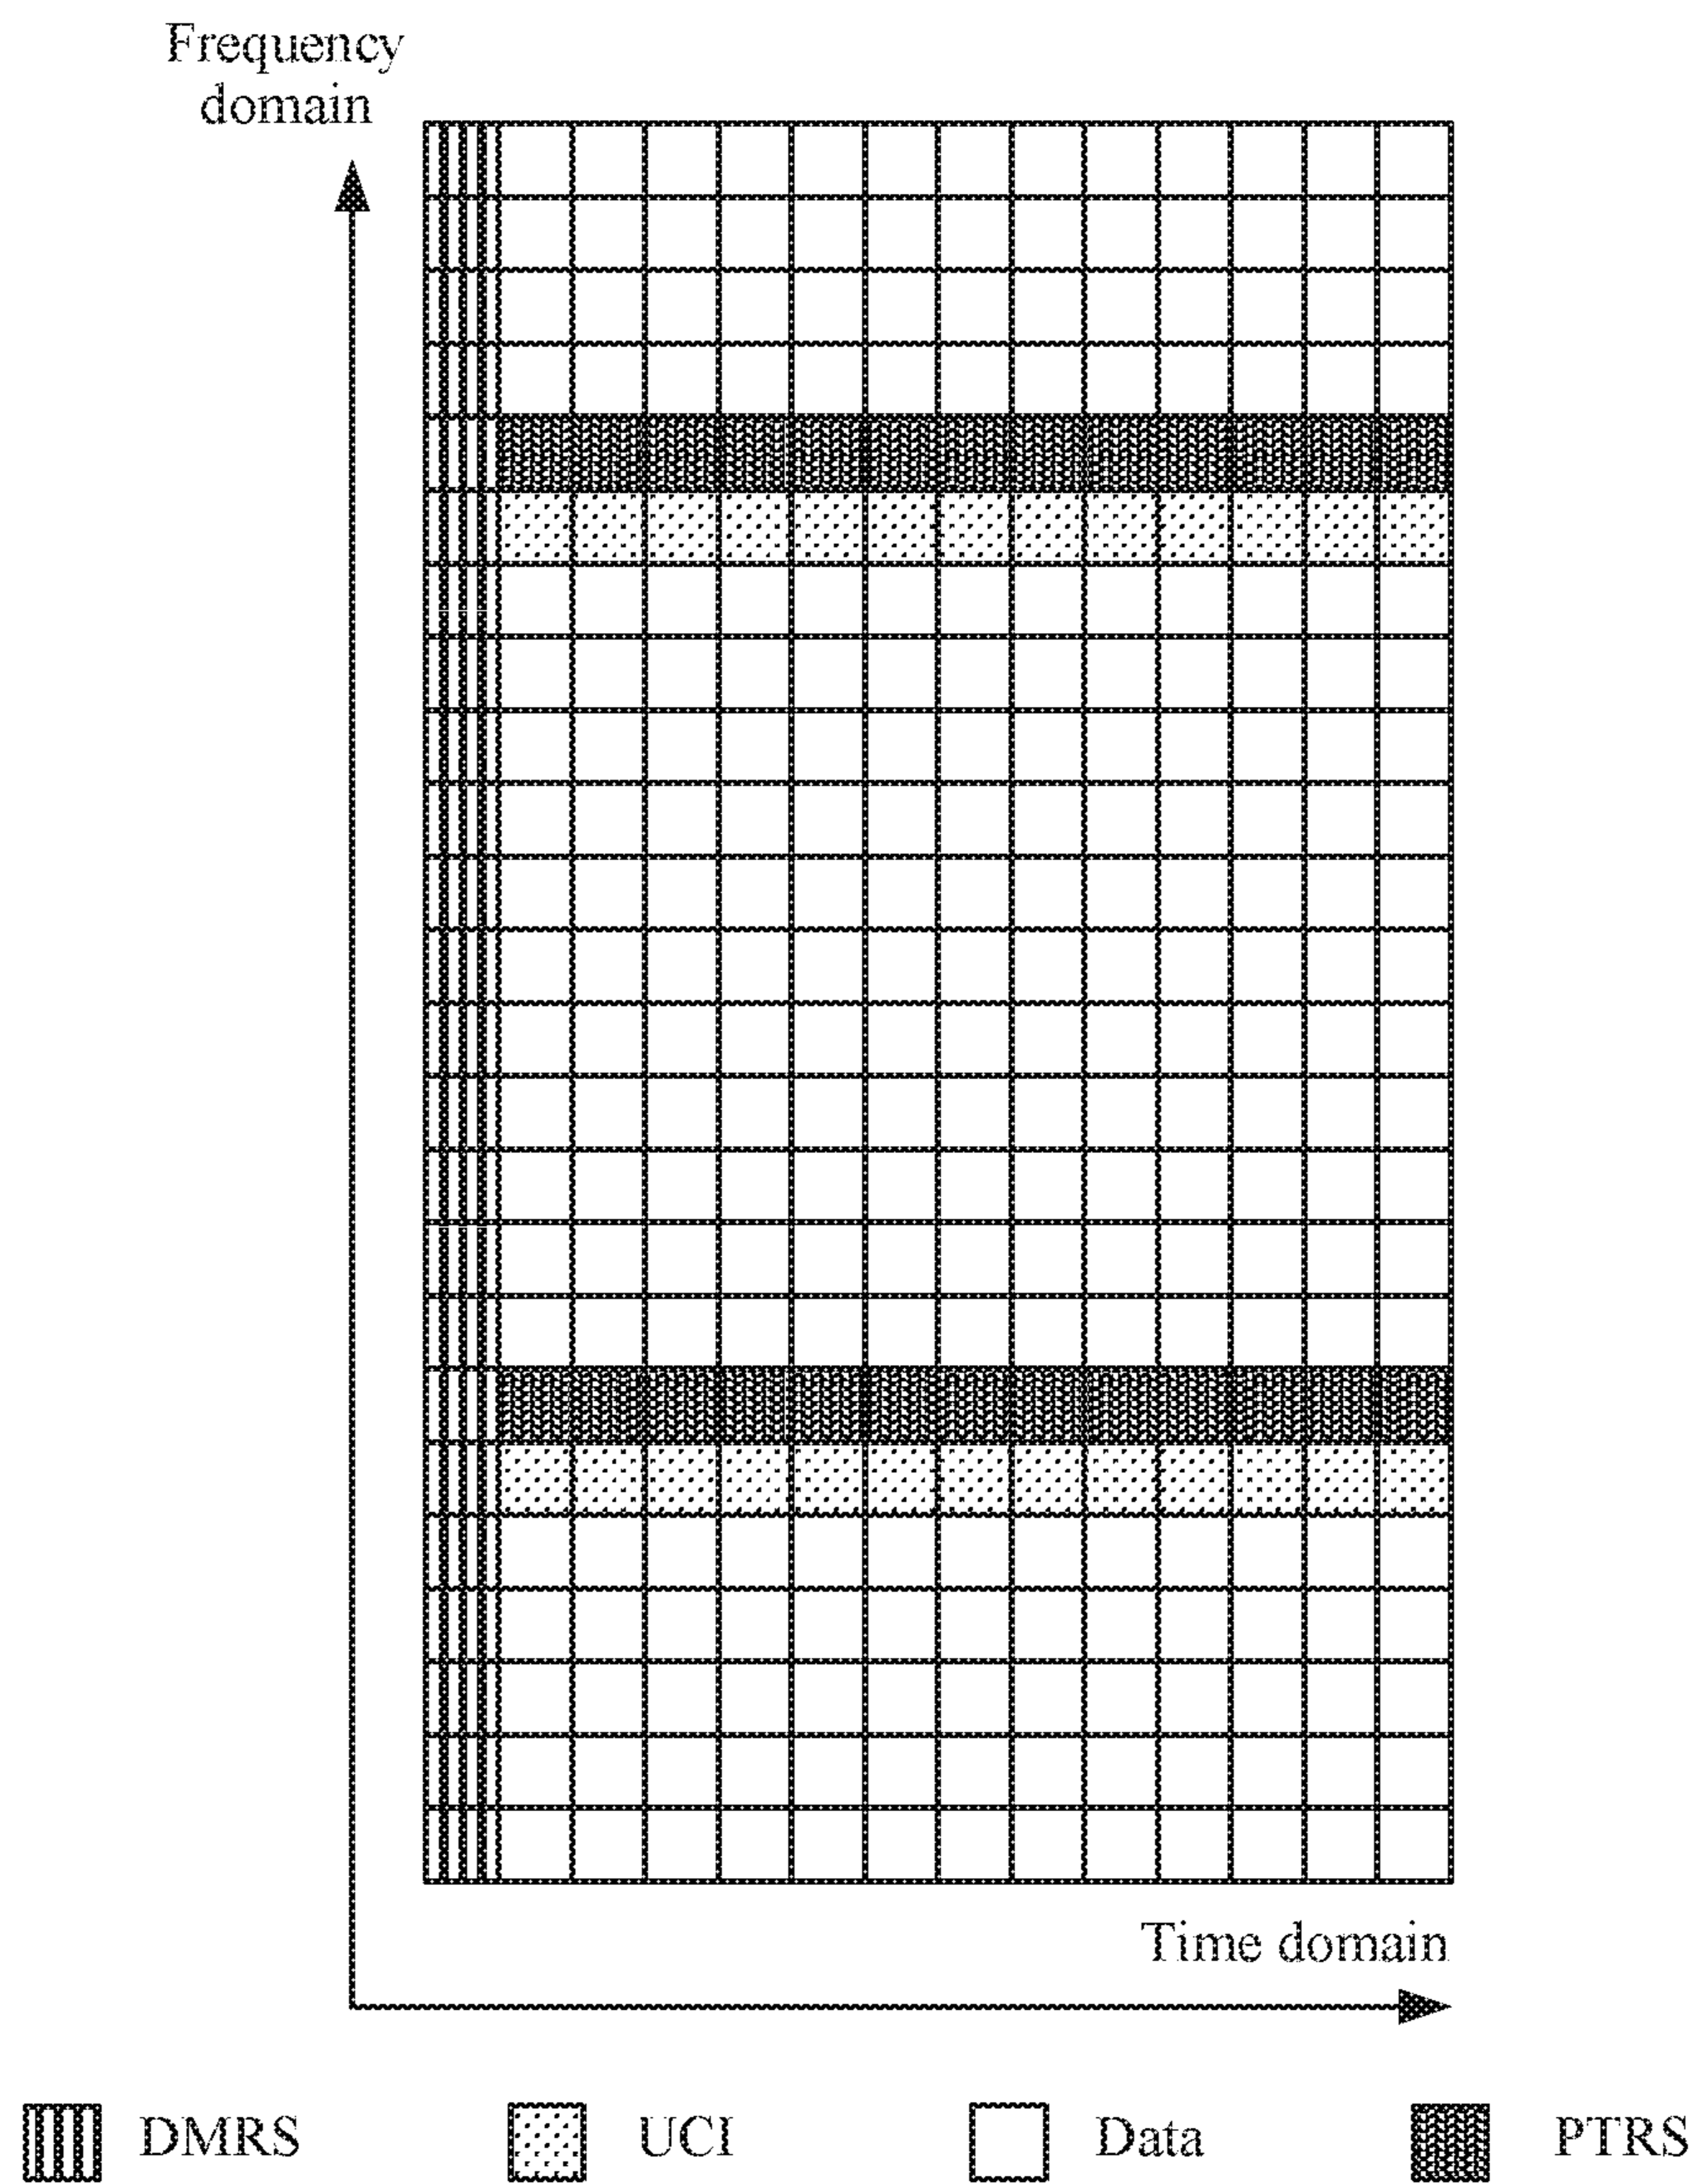 Frequency
domain
Time domain
DMRS
UCI
Data
PTRS